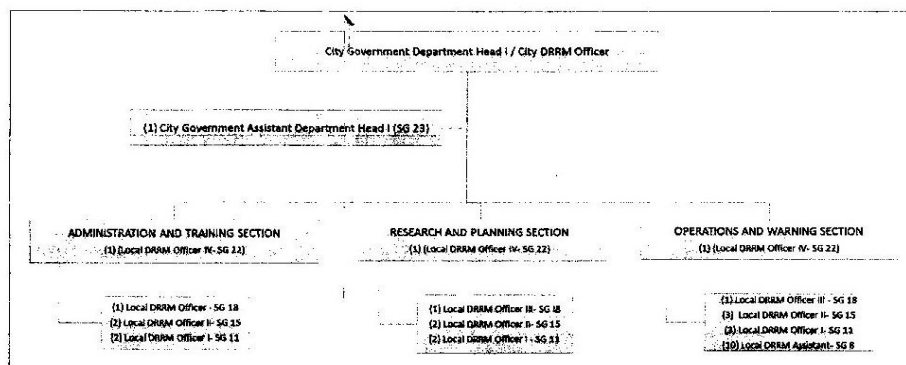 City Government Department Head I / City DRRM Officer
(1) City Government Assistant Department Head I (SG 23)
ADMINISTRATION AND TRAINING SECTION
(1) (Local DRRM Officer IV- SG 22)
RESEARCH AND PLANNING SECTION
(1) (Local DRRM Officer IV- SG 22)
OPERATIONS AND WARNING SECTION
(1) (Local DRRM Officer IV- SG 22)
(1) Local DRRM Officer - SG 18
(2) Local DRRM Officer II- SG 15
(2) Local DRRM Officer I- SG 11
(1) Local DRRM Officer III- SG 18
(2) Local DRRM Officer II- SG 15
(2) Local DRRM Officer I- SG 11
(1) Local DRRM Officer III - SG 18
(3) Local DRRM Officer II- SG 15
Local DRRM Officer I- SG 11
(10) Local DRRM Assistant- SG 8